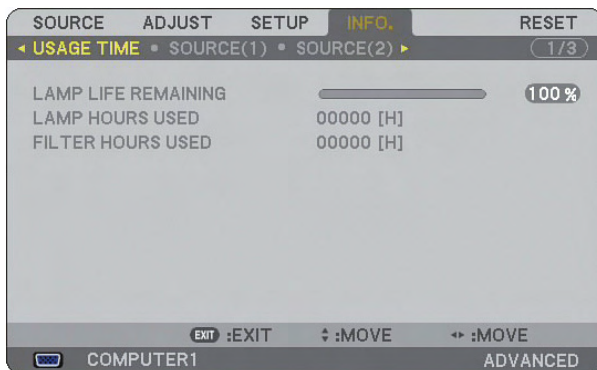 SOURCE ADJUST SETUP INFO. RESET
◂ USAGE TIME • SOURCE(1) • SOURCE(2) ▸ 1/3
LAMP LIFE REMAINING 100 %
LAMP HOURS USED 00000 [H]
FILTER HOURS USED 00000 [H]
EXIT :EXIT :MOVE :MOVE
COMPUTER1 ADVANCED